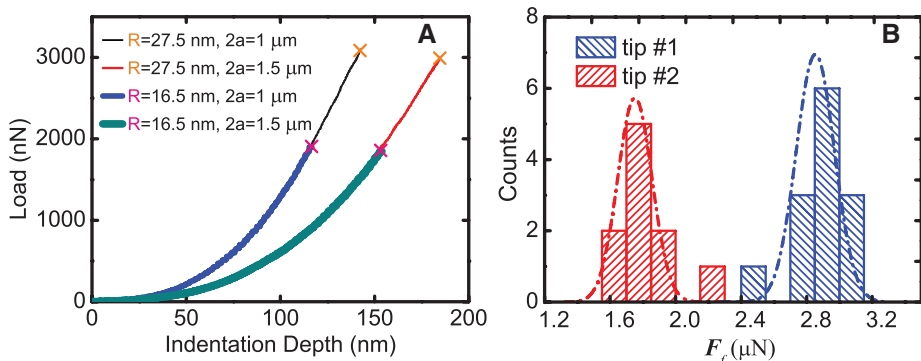 A
R=27.5 nm, 2a=1 μm
R=27.5 nm, 2a=1.5 μm
R=16.5 nm, 2a=1 μm
R=16.5 nm, 2a=1.5 μm
3000
2000
1000
0
Load (nN)
0 50 100 150 200
Indentation Depth (nm)
B
tip #1
tip #2
8
6
4
2
0
Counts
1.2 1.6 2.0 2.4 2.8 3.2
F_f (μN)